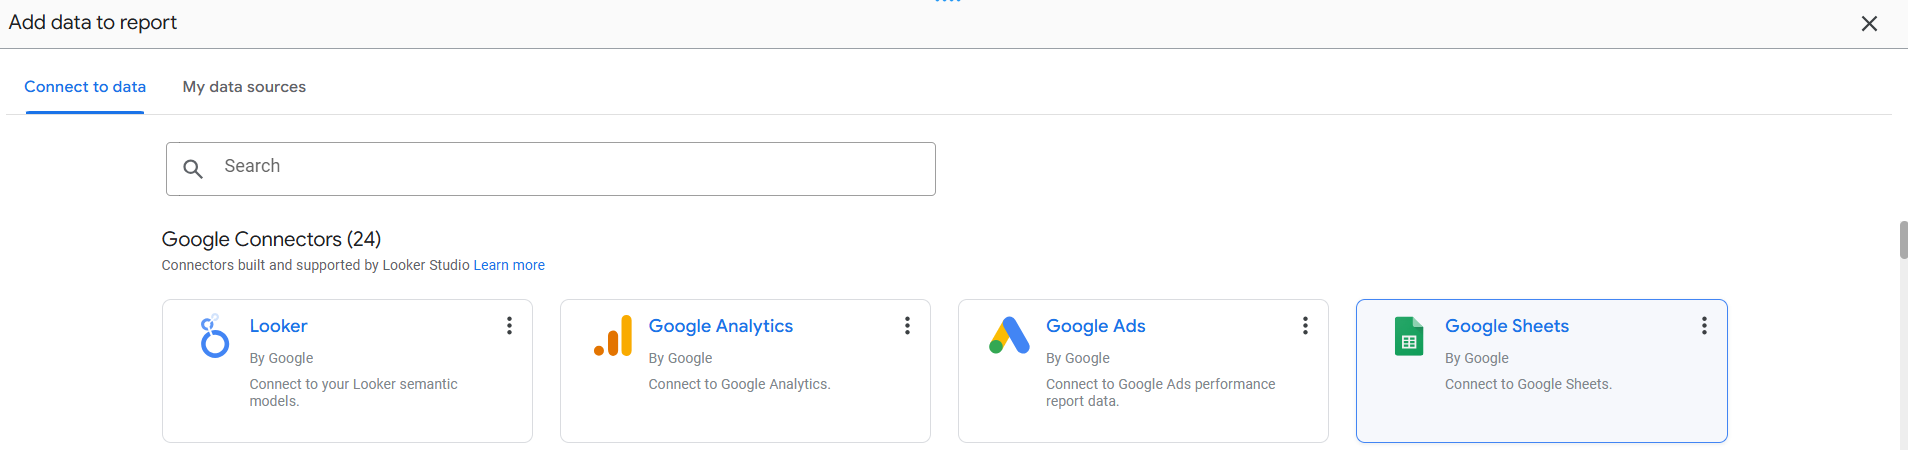 Add data to report
Connect to data
My data sources
Search
Google Connectors (24)
Connectors built and supported by Looker Studio Learn more
Looker
By Google
Connect to your Looker semantic
models.
Google Analytics
By Google
Connect to Google Analytics.
Google Ads
By Google
Connect to Google Ads performance
report data.
Google Sheets
By Google
Connect to Google Sheets.